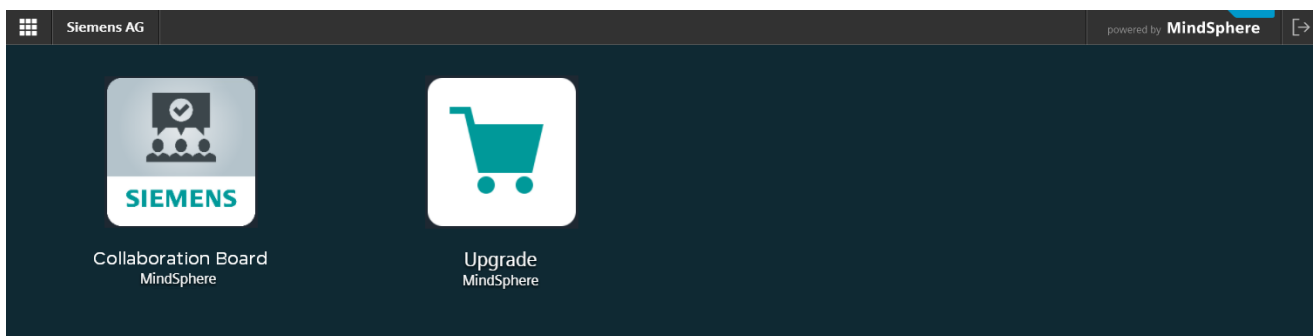 Siemens AG
powered by MindSphere
SIEMENS
Collaboration Board
MindSphere
Upgrade
MindSphere